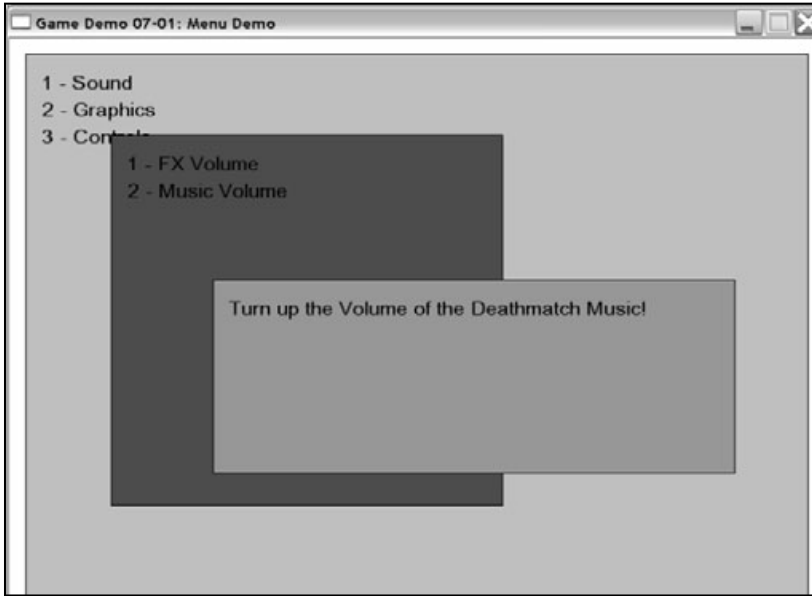 Game Demo 07-01: Menu Demo
1 - Sound
2 - Graphics
3 - Controls
1 - FX Volume
2 - Music Volume
Turn up the Volume of the Deathmatch Music!